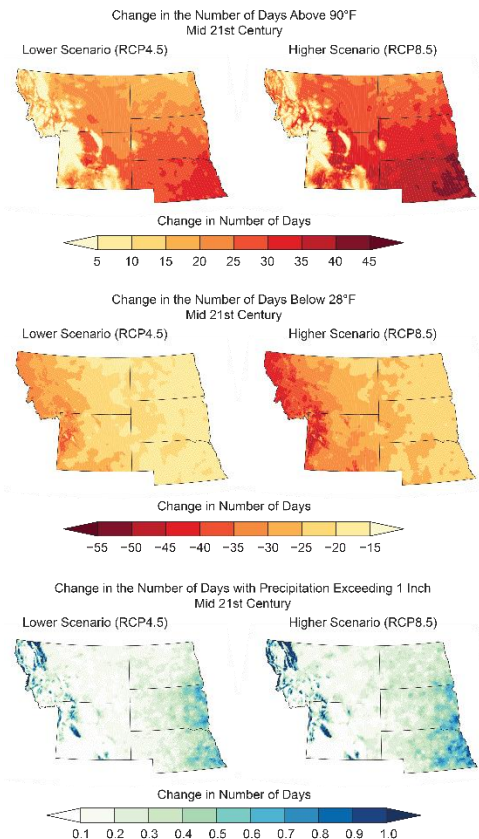 Change in the Number of Days Above 90°F
Mid 21st Century
Lower Scenario (RCP4.5)
Higher Scenario (RCP8.5)
Change in Number of Days
5 10 15 20 25 30 35 40 45
Change in the Number of Days Below 28°F
Mid 21st Century
Lower Scenario (RCP4.5)
Higher Scenario (RCP8.5)
Change in Number of Days
−55 −50 −45 −40 −35 −30 −25 −20 −15
Change in the Number of Days with Precipitation Exceeding 1 Inch
Mid 21st Century
Lower Scenario (RCP4.5)
Higher Scenario (RCP8.5)
Change in Number of Days
0.1 0.2 0.3 0.4 0.5 0.6 0.7 0.8 0.9 1.0